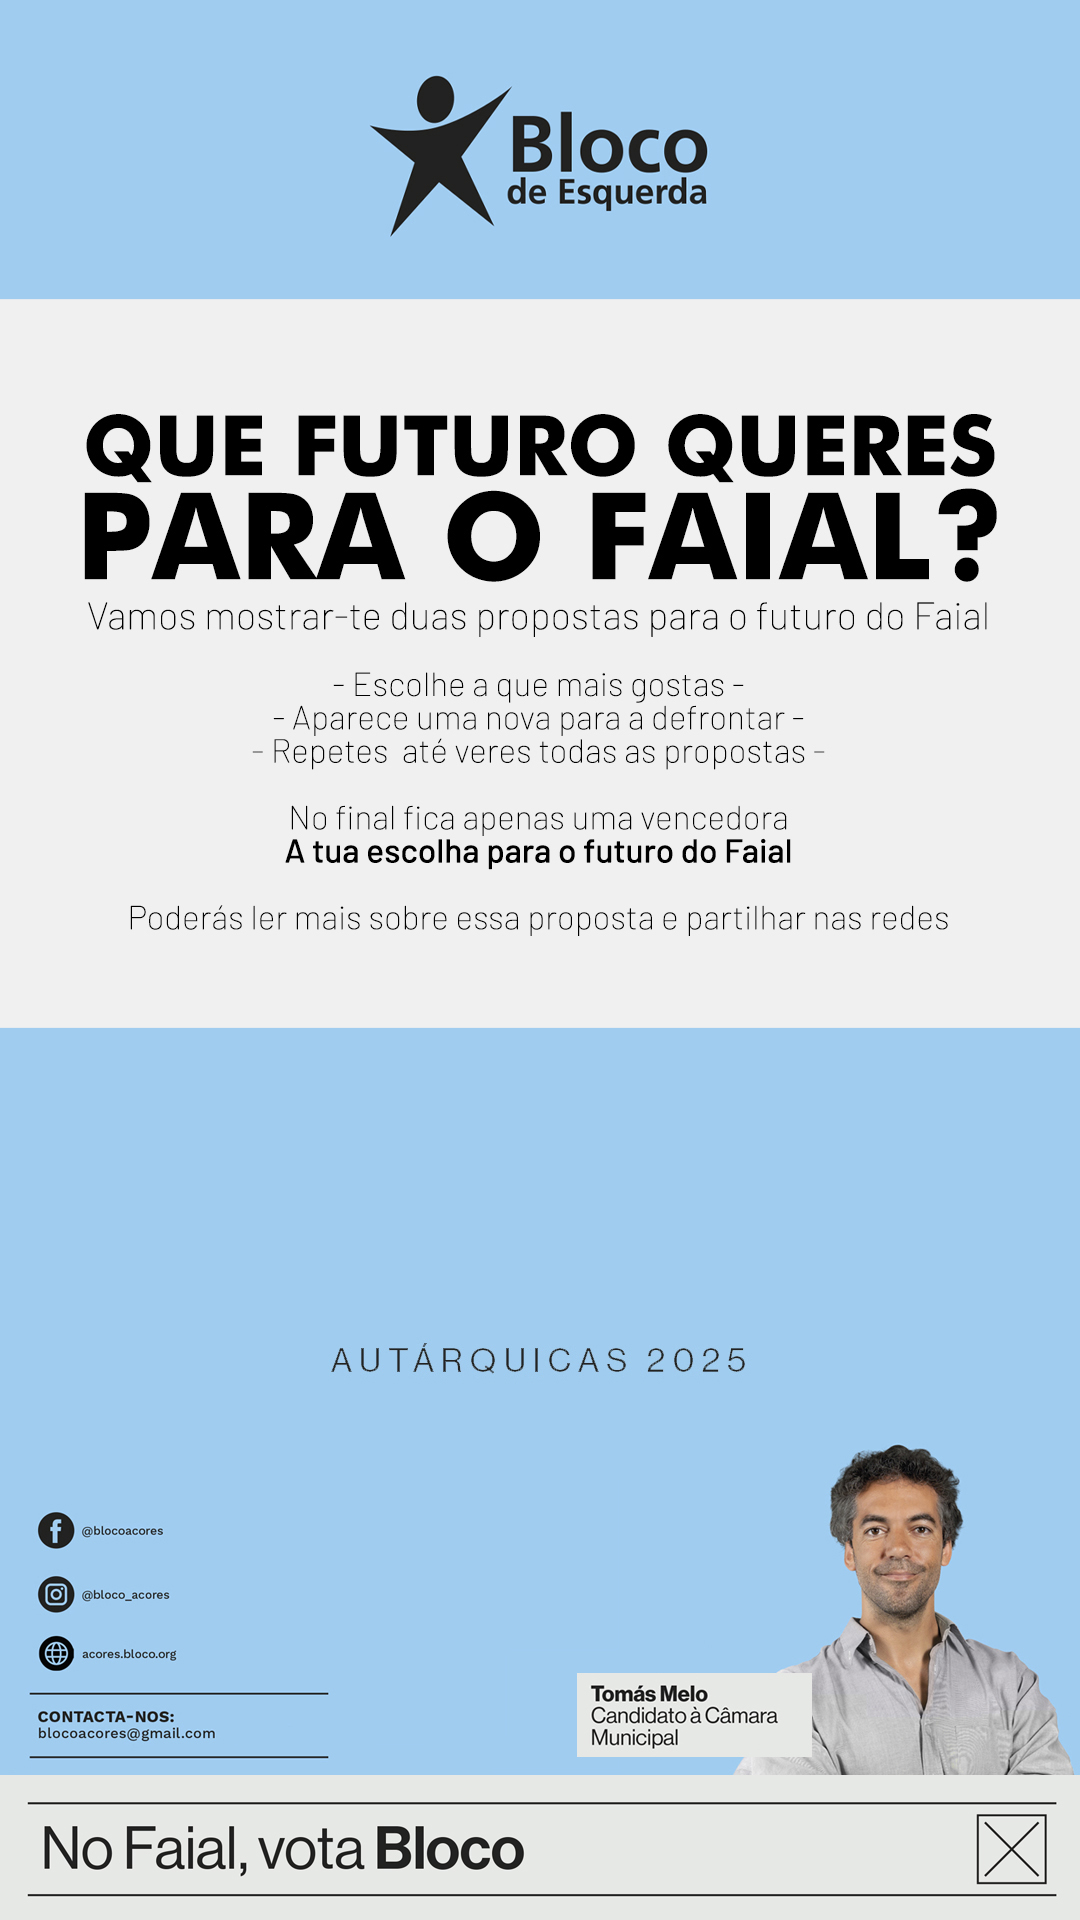 Bloco
de Esquerda
QUE FUTURO QUERES
PARA O FAIAL?
Vamos mostrar-te duas propostas para o futuro do Faial
- Escolhe a que mais gostas -
- Aparece uma nova para a defrontar -
- Repetes  até veres todas as propostas -
No final fica apenas uma vencedora
A tua escolha para o futuro do Faial
Poderás ler mais sobre essa proposta e partilhar nas redes
AUTÁRQUICAS 2025
@blocoacores
@bloco_acores
acores.bloco.org
CONTACTA-NOS:
blocoacores@gmail.com
Tomás Melo
Candidato à Câmara
Municipal
No Faial, vota Bloco